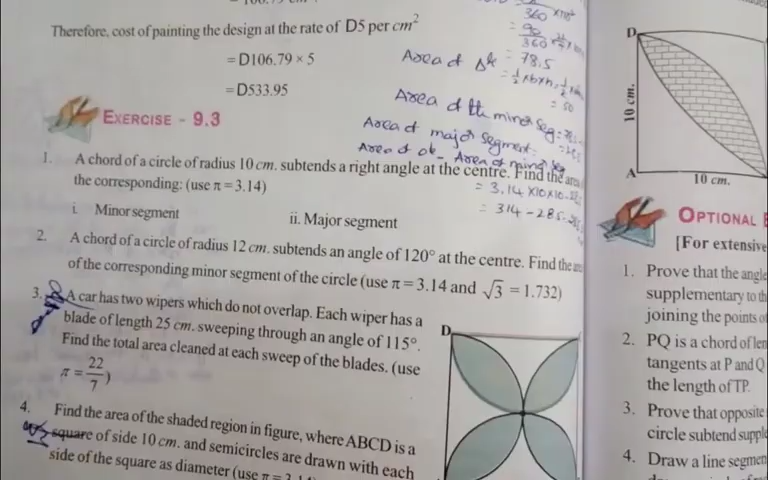 Therefore, cost of painting the design at the rate of D5 per cm²
= D106.79 × 5
= D533.95
EXERCISE - 9.3
1. A chord of a circle of radius 10 cm. subtends a right angle at the centre. Find the area
the corresponding: (use π = 3.14)
i. Minor segment ii. Major segment
2. A chord of a circle of radius 12 cm. subtends an angle of 120° at the centre. Find the
of the corresponding minor segment of the circle (use π = 3.14 and √3 = 1.732)
3. A car has two wipers which do not overlap. Each wiper has a
blade of length 25 cm. sweeping through an angle of 115°.
Find the total area cleaned at each sweep of the blades. (use
π = 22/7)
4. Find the area of the shaded region in figure, where ABCD is a
square of side 10 cm. and semicircles are drawn with each
side of the square as diameter (use π = 3.14)
D
360
= 90
360
= 78.5
Area of
= 50
Area of the minor seg
Area of major segment
Area of - Area of minor
= 3.14 × 10 × 10
= 314 - 28.5
D
10 cm.
A
10 cm.
OPTIONAL
[For extensive
1. Prove that the angle
supplementary to th
joining the points o
2. PQ is a chord of len
tangents at P and Q
the length of TP.
3. Prove that opposite
circle subtend supple
4. Draw a line segmen